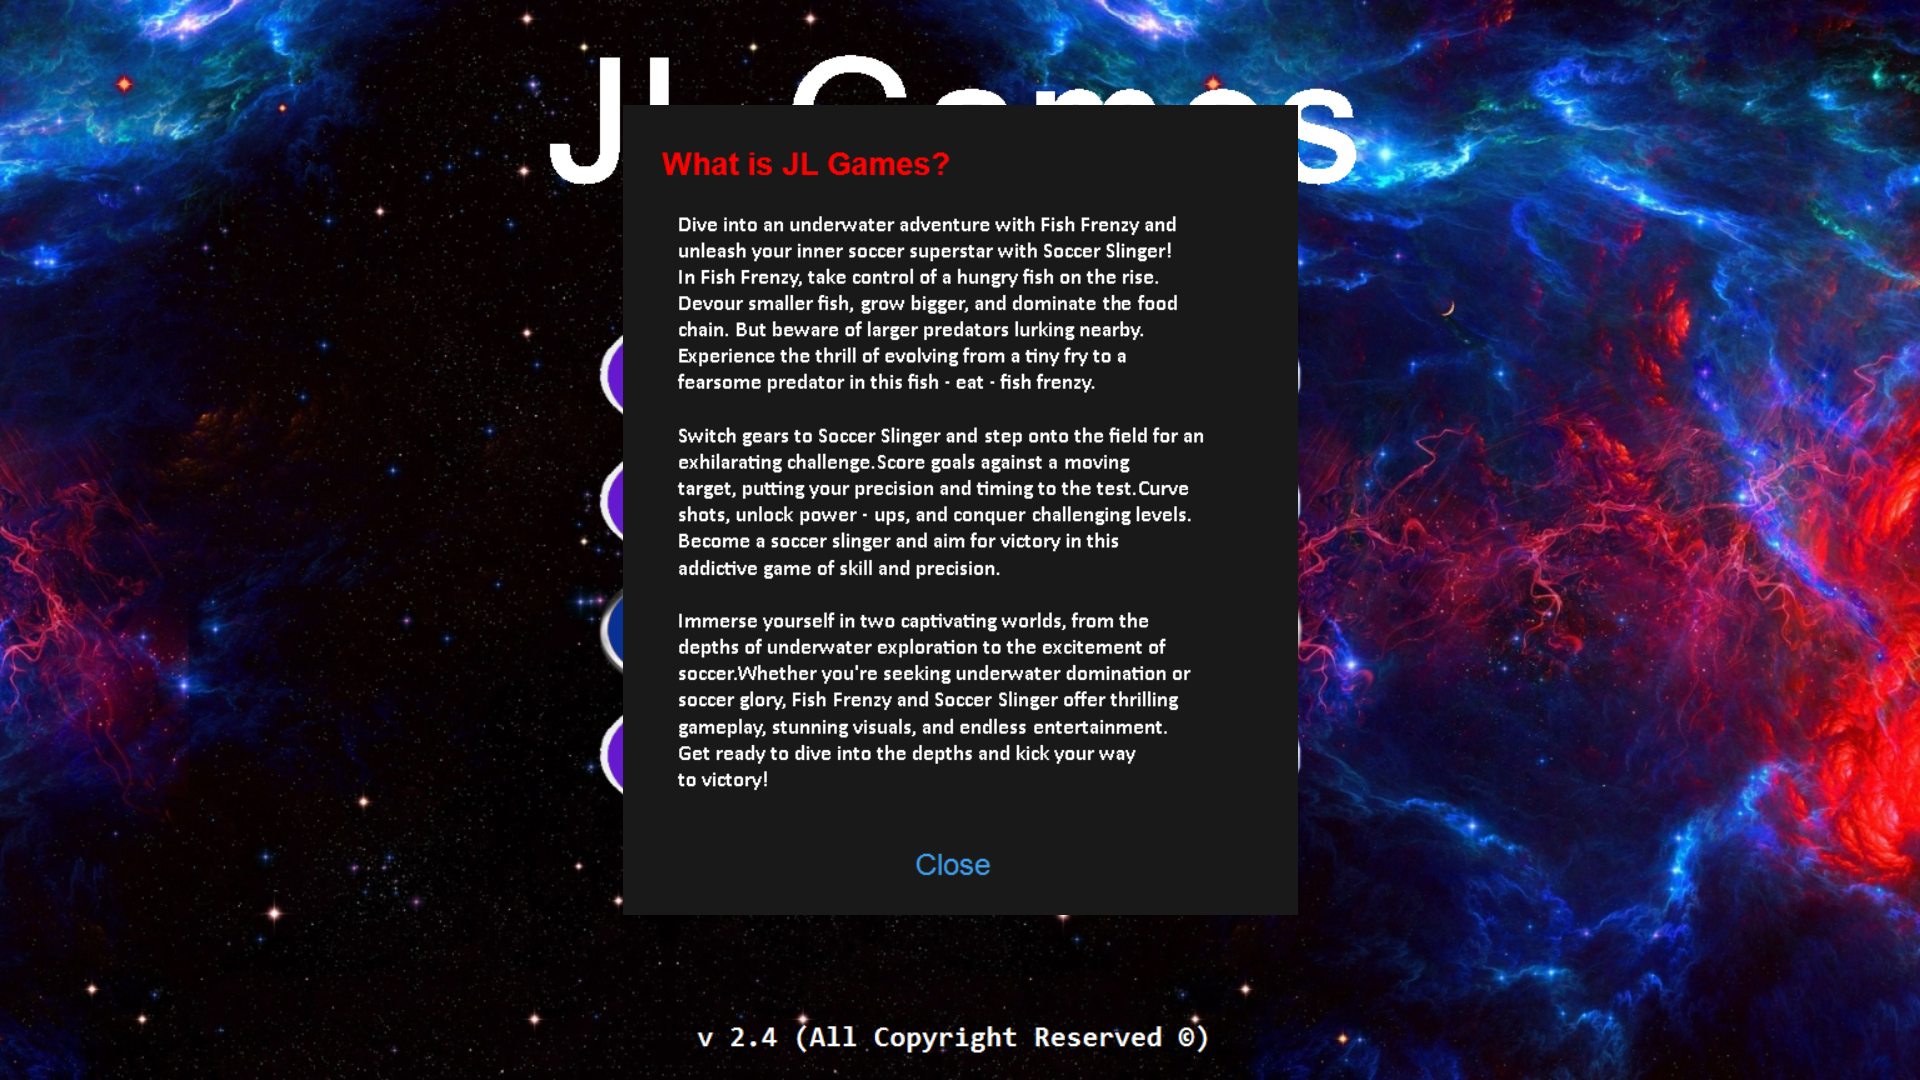 JL Games
What is JL Games?
Dive into an underwater adventure with Fish Frenzy and
unleash your inner soccer superstar with Soccer Slinger!
In Fish Frenzy, take control of a hungry fish on the rise.
Devour smaller fish, grow bigger, and dominate the food
chain. But beware of larger predators lurking nearby.
Experience the thrill of evolving from a tiny fry to a
fearsome predator in this fish - eat - fish frenzy.
Switch gears to Soccer Slinger and step onto the field for an
exhilarating challenge.Score goals against a moving
target, putting your precision and timing to the test.Curve
shots, unlock power - ups, and conquer challenging levels.
Become a soccer slinger and aim for victory in this
addictive game of skill and precision.
Immerse yourself in two captivating worlds, from the
depths of underwater exploration to the excitement of
soccer.Whether you're seeking underwater domination or
soccer glory, Fish Frenzy and Soccer Slinger offer thrilling
gameplay, stunning visuals, and endless entertainment.
Get ready to dive into the depths and kick your way
to victory!
Close
v 2.4 (All Copyright Reserved ©)